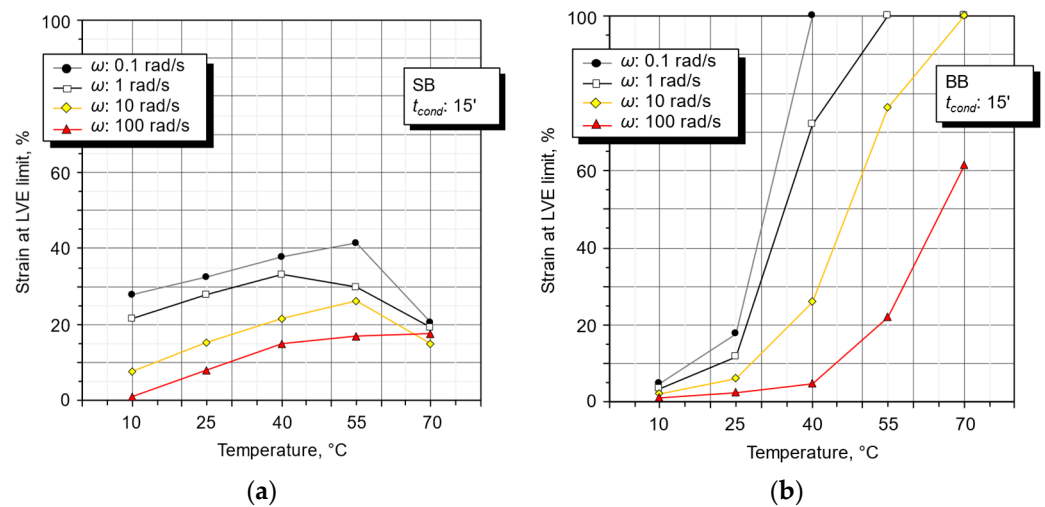 100
60
40
20
0
Strain at LVE limit, %
ω: 0.1 rad/s
ω: 1 rad/s
ω: 10 rad/s
ω: 100 rad/s
SB
tcond: 15'
10 25 40 55 70
Temperature, °C
(a)
100
60
40
20
0
Strain at LVE limit, %
ω: 0.1 rad/s
ω: 1 rad/s
ω: 10 rad/s
ω: 100 rad/s
BB
tcond: 15'
10 25 40 55 70
Temperature, °C
(b)